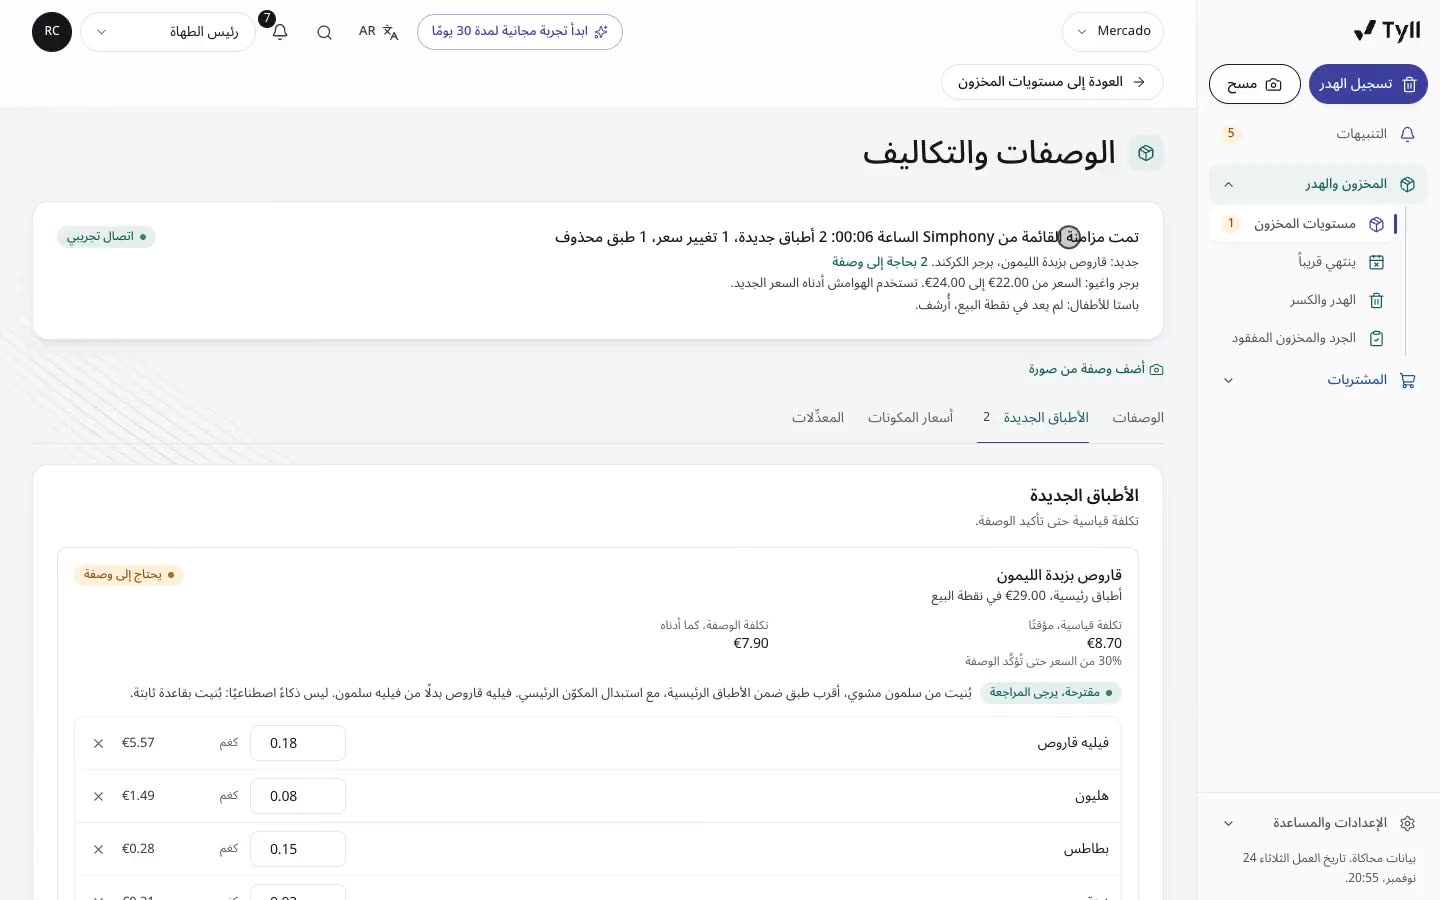 Tyll
تسجيل الهدر
مسح
التنبيهات 5
المخزون والهدر
مستويات المخزون 1
ينتهي قريباً
الهدر والكسر
الجرد والمخزون المفقود
المشتريات
الإعدادات والمساعدة
بيانات محاكاة. تاريخ العمل الثلاثاء 24
نوفمبر، 20:55.
Mercado
ابدأ تجربة مجانية لمدة 30 يومًا
AR
7
رئيس الطهاة
RC
العودة إلى مستويات المخزون
الوصفات والتكاليف
تمت مزامنة القائمة من Simphony الساعة 00:06: 2 أطباق جديدة، 1 تغيير سعر، 1 طبق محذوف
اتصال تجريبي
جديد: قاروص بزبدة الليمون، برجر الكركند. 2 بحاجة إلى وصفة
برجر واغيو: السعر من €22.00 إلى €24.00. تستخدم الهوامش أدناه السعر الجديد.
باستا للأطفال: لم يعد في نقطة البيع، أُرشف.
أضف وصفة من صورة
الوصفات
الأطباق الجديدة 2
أسعار المكونات
المعدّلات
الأطباق الجديدة
تكلفة قياسية حتى تأكيد الوصفة.
قاروص بزبدة الليمون
يحتاج إلى وصفة
أطباق رئيسية، €29.00 في نقطة البيع
تكلفة قياسية، مؤقتًا
€8.70
30% من السعر حتى تُؤكَّد الوصفة
تكلفة الوصفة، كما أدناه
€7.90
مقترحة، يرجى المراجعة
بُنيت من سلمون مشوي، أقرب طبق ضمن الأطباق الرئيسية، مع استبدال المكوّن الرئيسي. فيليه قاروص بدلًا من فيليه سلمون. ليس ذكاءً اصطناعيًا: بُنيت بقاعدة ثابتة.
فيليه قاروص 0.18 كغم €5.57
هليون 0.08 كغم €1.49
بطاطس 0.15 كغم €0.28